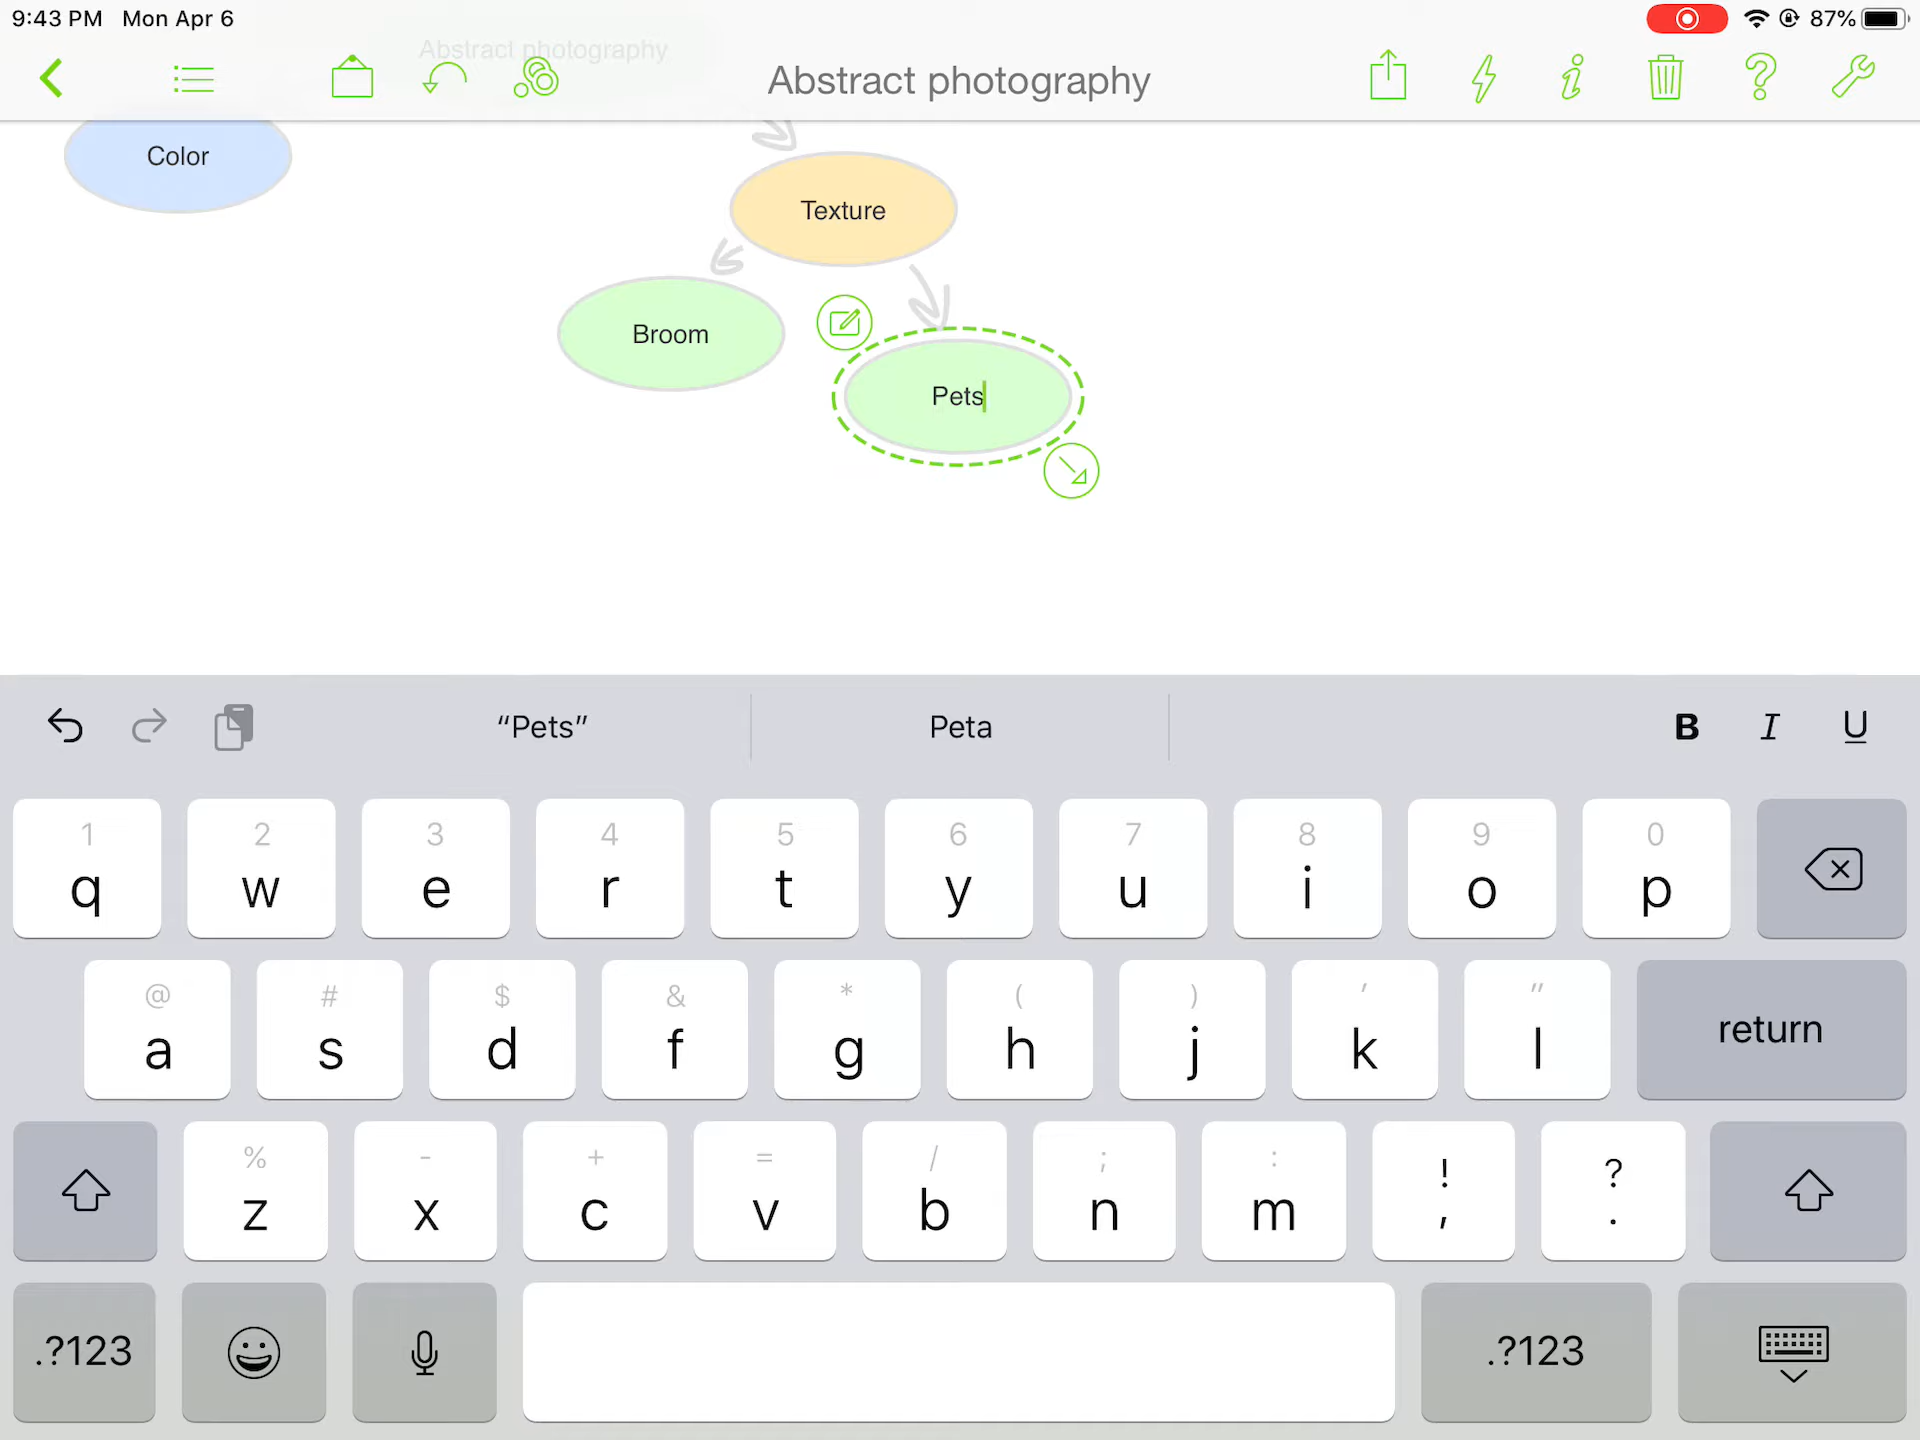 9:43 PM Mon Apr 6 87%
Abstract photography
Abstract photography
Color
Texture
Broom
Pets
“Pets” Peta B I U
1 2 3 4 5 6 7 8 9 0
q w e r t y u i o p
@ # $ & * ( ) ' "
a s d f g h j k l return
% - + = / ; : ! ?
z x c v b n m , .
.?123 .?123